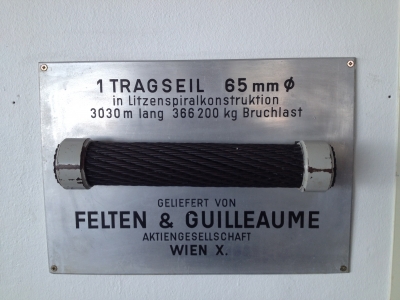 1 TRAGSEIL 65 mm ϕ
in Litzenspiralkonstruktion
3030 m lang 366 200 kg Bruchlast
GELIEFERT VON
FELTEN & GUILLEAUME
AKTIENGESELLSCHAFT
WIEN X.